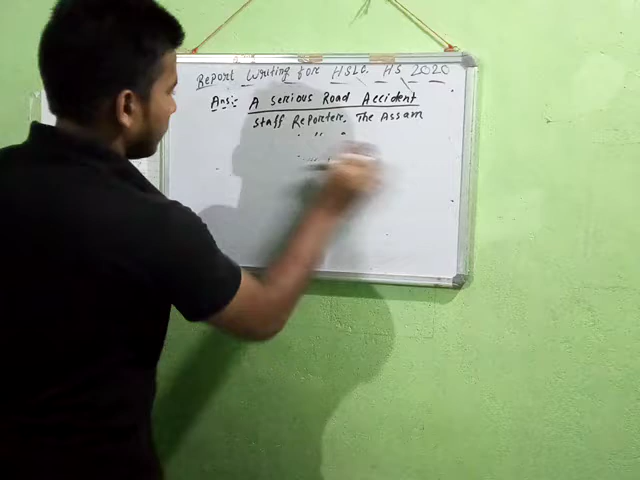 Report Writing for HSLC. HS 2020
Ans:- A Serious Road Accident
Staff Reporter. The Assam
" " "